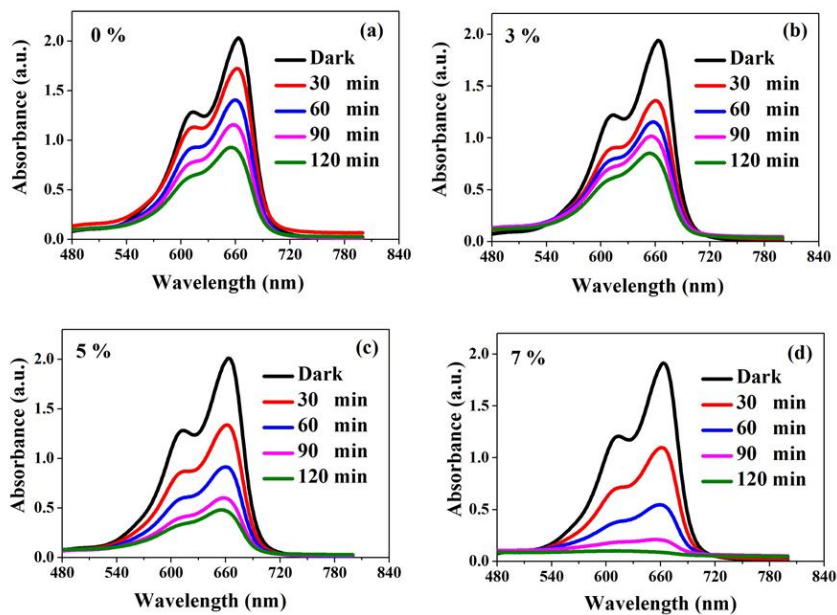 0 %
(a)
Dark
30 min
60 min
90 min
120 min
2.0
1.5
1.0
0.5
0.0
480 540 600 660 720 780 840
Absorbance (a.u.)
Wavelength (nm)
3 %
(b)
Dark
30 min
60 min
90 min
120 min
2.0
1.5
1.0
0.5
0.0
480 540 600 660 720 780 840
Absorbance (a.u.)
Wavelength (nm)
5 %
(c)
Dark
30 min
60 min
90 min
120 min
2.0
1.5
1.0
0.5
0.0
480 540 600 660 720 780 840
Absorbance (a.u.)
Wavelength (nm)
7 %
(d)
Dark
30 min
60 min
90 min
120 min
2.0
1.5
1.0
0.5
0.0
480 540 600 660 720 780 840
Absorbance (a.u.)
Wavelength (nm)